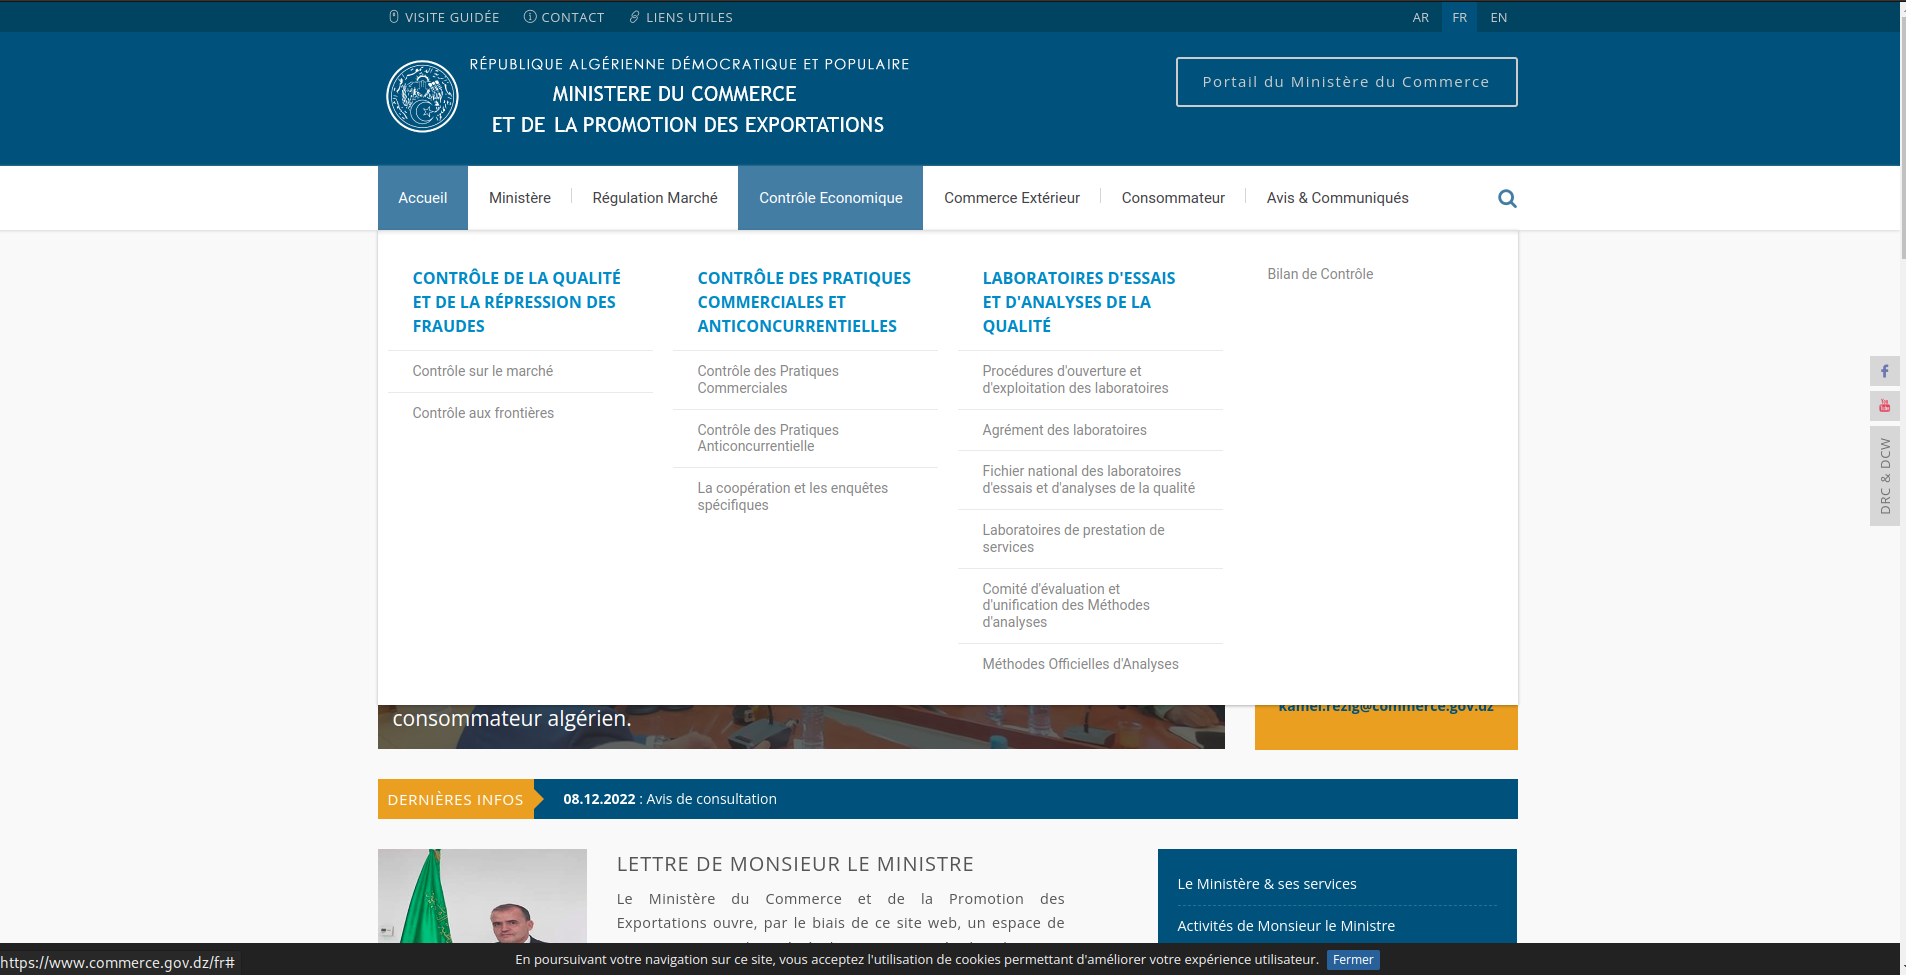 VISITE GUIDÉE CONTACT LIENS UTILES
AR FR EN
RÉPUBLIQUE ALGÉRIENNE DÉMOCRATIQUE ET POPULAIRE
MINISTERE DU COMMERCE
ET DE LA PROMOTION DES EXPORTATIONS
Portail du Ministère du Commerce
Accueil Ministère Régulation Marché Contrôle Economique Commerce Extérieur Consommateur Avis & Communiqués
CONTRÔLE DE LA QUALITÉ
ET DE LA RÉPRESSION DES
FRAUDES
Contrôle sur le marché
Contrôle aux frontières
CONTRÔLE DES PRATIQUES
COMMERCIALES ET
ANTICONCURRENTIELLES
Contrôle des Pratiques
Commerciales
Contrôle des Pratiques
Anticoncurrentielle
La coopération et les enquêtes
spécifiques
LABORATOIRES D'ESSAIS
ET D'ANALYSES DE LA
QUALITÉ
Procédures d'ouverture et
d'exploitation des laboratoires
Agrément des laboratoires
Fichier national des laboratoires
d'essais et d'analyses de la qualité
Laboratoires de prestation de
services
Comité d'évaluation et
d'unification des Méthodes
d'analyses
Méthodes Officielles d'Analyses
Bilan de Contrôle
DRC & DCW
consommateur algérien.
kamel.rezig@commerce.gov.dz
DERNIÈRES INFOS
08.12.2022 : Avis de consultation
LETTRE DE MONSIEUR LE MINISTRE
Le Ministère du Commerce et de la Promotion des
Exportations ouvre, par le biais de ce site web, un espace de
Le Ministère & ses services
Activités de Monsieur le Ministre
En poursuivant votre navigation sur ce site, vous acceptez l'utilisation de cookies permettant d'améliorer votre expérience utilisateur. Fermer
https://www.commerce.gov.dz/fr#